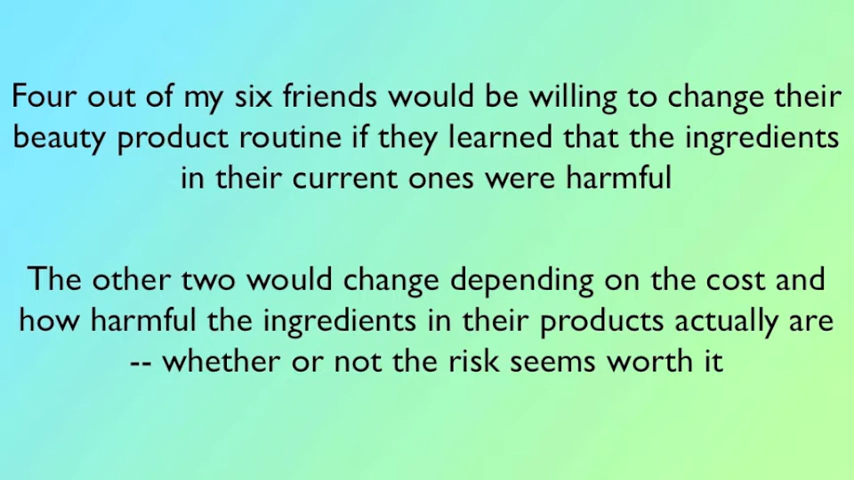 Four out of my six friends would be willing to change their
beauty product routine if they learned that the ingredients
in their current ones were harmful
The other two would change depending on the cost and
how harmful the ingredients in their products actually are
-- whether or not the risk seems worth it